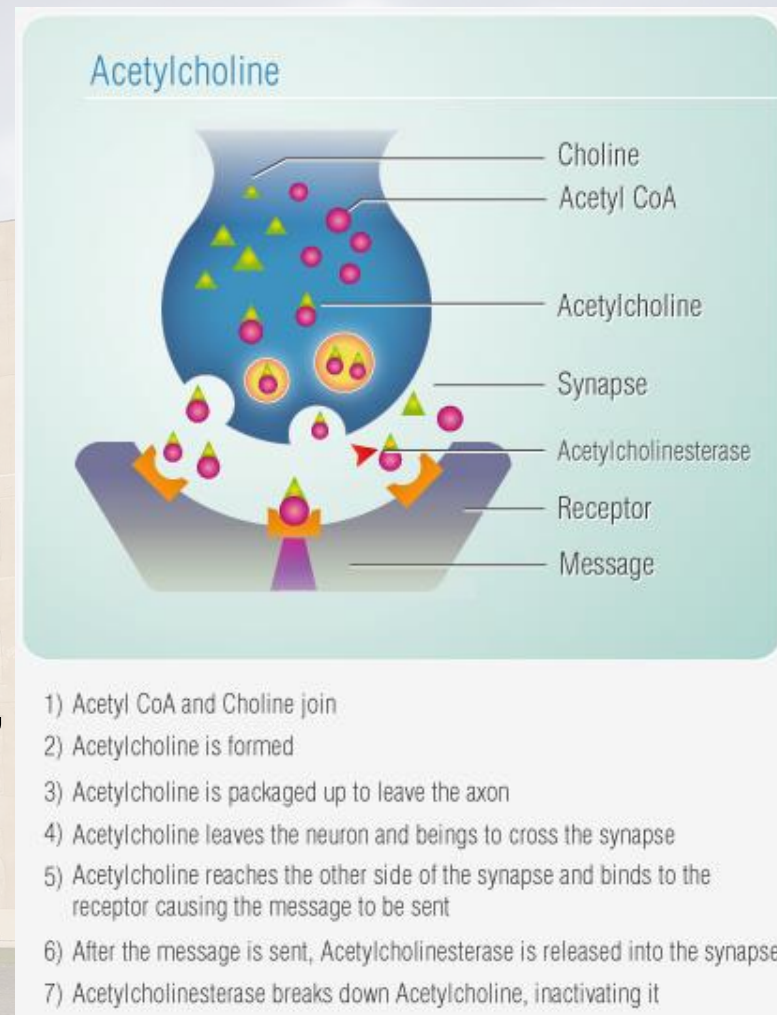 Acetylcholine
Choline
Acetyl CoA
Acetylcholine
Synapse
Acetylcholinesterase
Receptor
Message
1) Acetyl CoA and Choline join
2) Acetylcholine is formed
3) Acetylcholine is packaged up to leave the axon
4) Acetylcholine leaves the neuron and beings to cross the synapse
5) Acetylcholine reaches the other side of the synapse and binds to the
receptor causing the message to be sent
6) After the message is sent, Acetylcholinesterase is released into the synapse
7) Acetylcholinesterase breaks down Acetylcholine, inactivating it